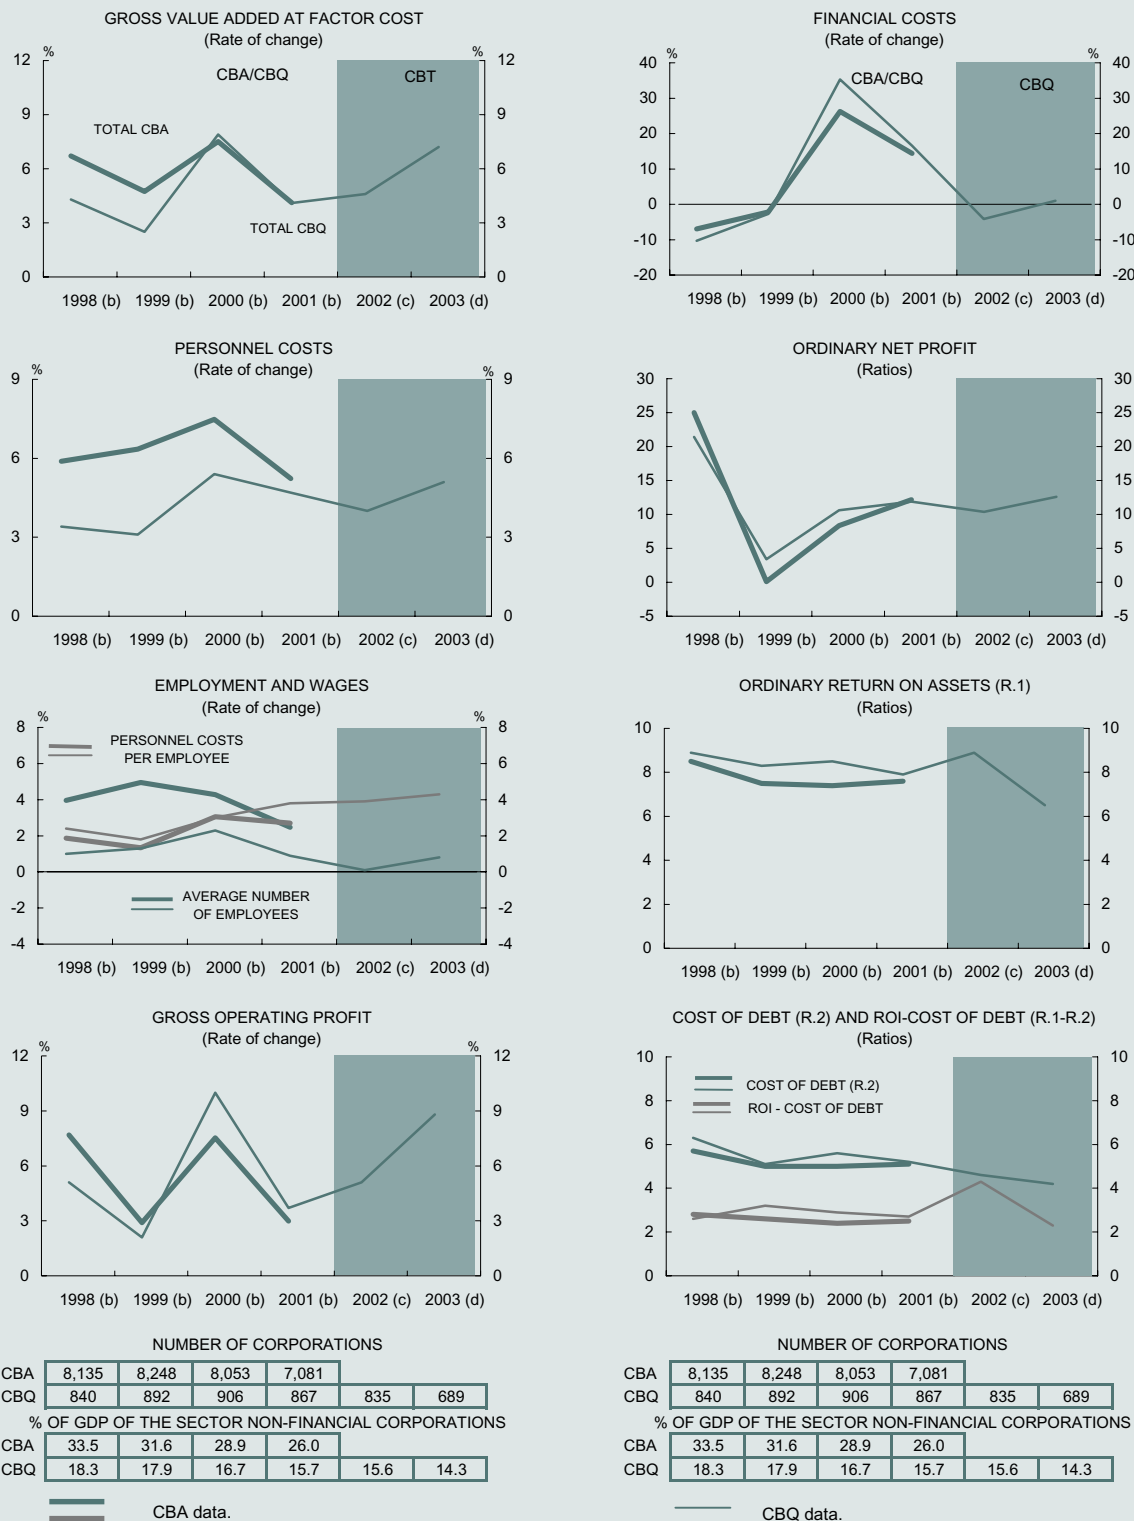 GROSS VALUE ADDED AT FACTOR COST
(Rate of change)
% %
12 12
CBA/CBQ CBT
9 9
TOTAL CBA
6 6
3 3
TOTAL CBQ
0 0
1998 (b) 1999 (b) 2000 (b) 2001 (b) 2002 (c) 2003 (d)
FINANCIAL COSTS
(Rate of change)
% %
40 40
CBA/CBQ CBQ
30 30
20 20
10 10
0 0
-10 -10
-20 -20
1998 (b) 1999 (b) 2000 (b) 2001 (b) 2002 (c) 2003 (d)
PERSONNEL COSTS
(Rate of change)
% %
9 9
6 6
3 3
0 0
1998 (b) 1999 (b) 2000 (b) 2001 (b) 2002 (c) 2003 (d)
ORDINARY NET PROFIT
(Ratios)
30 30
25 25
20 20
15 15
10 10
5 5
0 0
-5 -5
1998 (b) 1999 (b) 2000 (b) 2001 (b) 2002 (c) 2003 (d)
EMPLOYMENT AND WAGES
(Rate of change)
% %
8 8
PERSONNEL COSTS
PER EMPLOYEE
6 6
4 4
2 2
0 0
AVERAGE NUMBER
OF EMPLOYEES
-2 -2
-4 -4
1998 (b) 1999 (b) 2000 (b) 2001 (b) 2002 (c) 2003 (d)
ORDINARY RETURN ON ASSETS (R.1)
(Ratios)
10 10
8 8
6 6
4 4
2 2
0 0
1998 (b) 1999 (b) 2000 (b) 2001 (b) 2002 (c) 2003 (d)
GROSS OPERATING PROFIT
(Rate of change)
% %
12 12
9 9
6 6
3 3
0 0
1998 (b) 1999 (b) 2000 (b) 2001 (b) 2002 (c) 2003 (d)
COST OF DEBT (R.2) AND ROI-COST OF DEBT (R.1-R.2)
(Ratios)
10 10
COST OF DEBT (R.2)
ROI - COST OF DEBT
8 8
6 6
4 4
2 2
0 0
1998 (b) 1999 (b) 2000 (b) 2001 (b) 2002 (c) 2003 (d)
NUMBER OF CORPORATIONS
CBA 8,135 8,248 8,053 7,081
CBQ 840 892 906 867 835 689
% OF GDP OF THE SECTOR NON-FINANCIAL CORPORATIONS
CBA 33.5 31.6 28.9 26.0
CBQ 18.3 17.9 16.7 15.7 15.6 14.3
CBA data.
NUMBER OF CORPORATIONS
CBA 8,135 8,248 8,053 7,081
CBQ 840 892 906 867 835 689
% OF GDP OF THE SECTOR NON-FINANCIAL CORPORATIONS
CBA 33.5 31.6 28.9 26.0
CBQ 18.3 17.9 16.7 15.7 15.6 14.3
CBQ data.